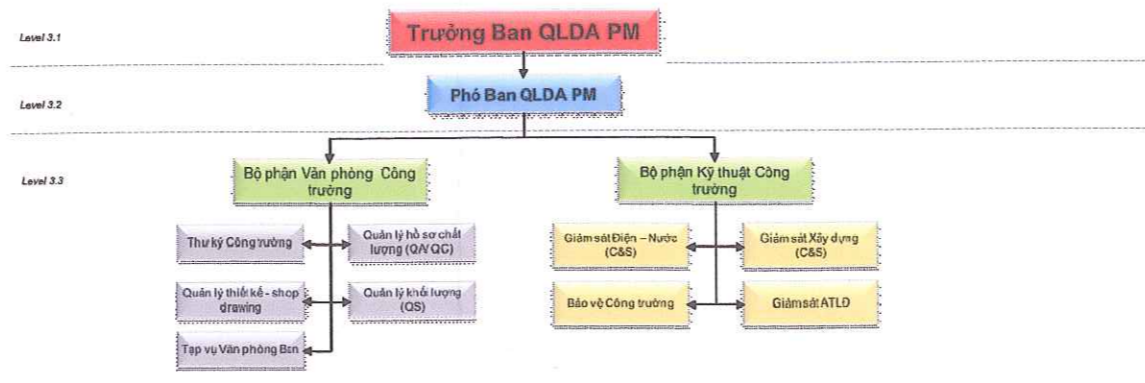 Level 3.1
Trưởng Ban QLDA PM
Level 3.2
Phó Ban QLDA PM
Level 3.3
Bộ phận Văn phòng Công
trường
Bộ phận Kỹ thuật Công
trường
Thư ký Công trường
Quản lý hồ sơ chất
lượng (QA/ QC)
Giám sát Điện – Nước
(C&S)
Giám sát Xây dựng
(C&S)
Quản lý thiết kế - shop
drawing
Quản lý khối lượng
(QS)
Bảo vệ Công trường
Giám sát ATLĐ
Tạp vụ Văn phòng Ban